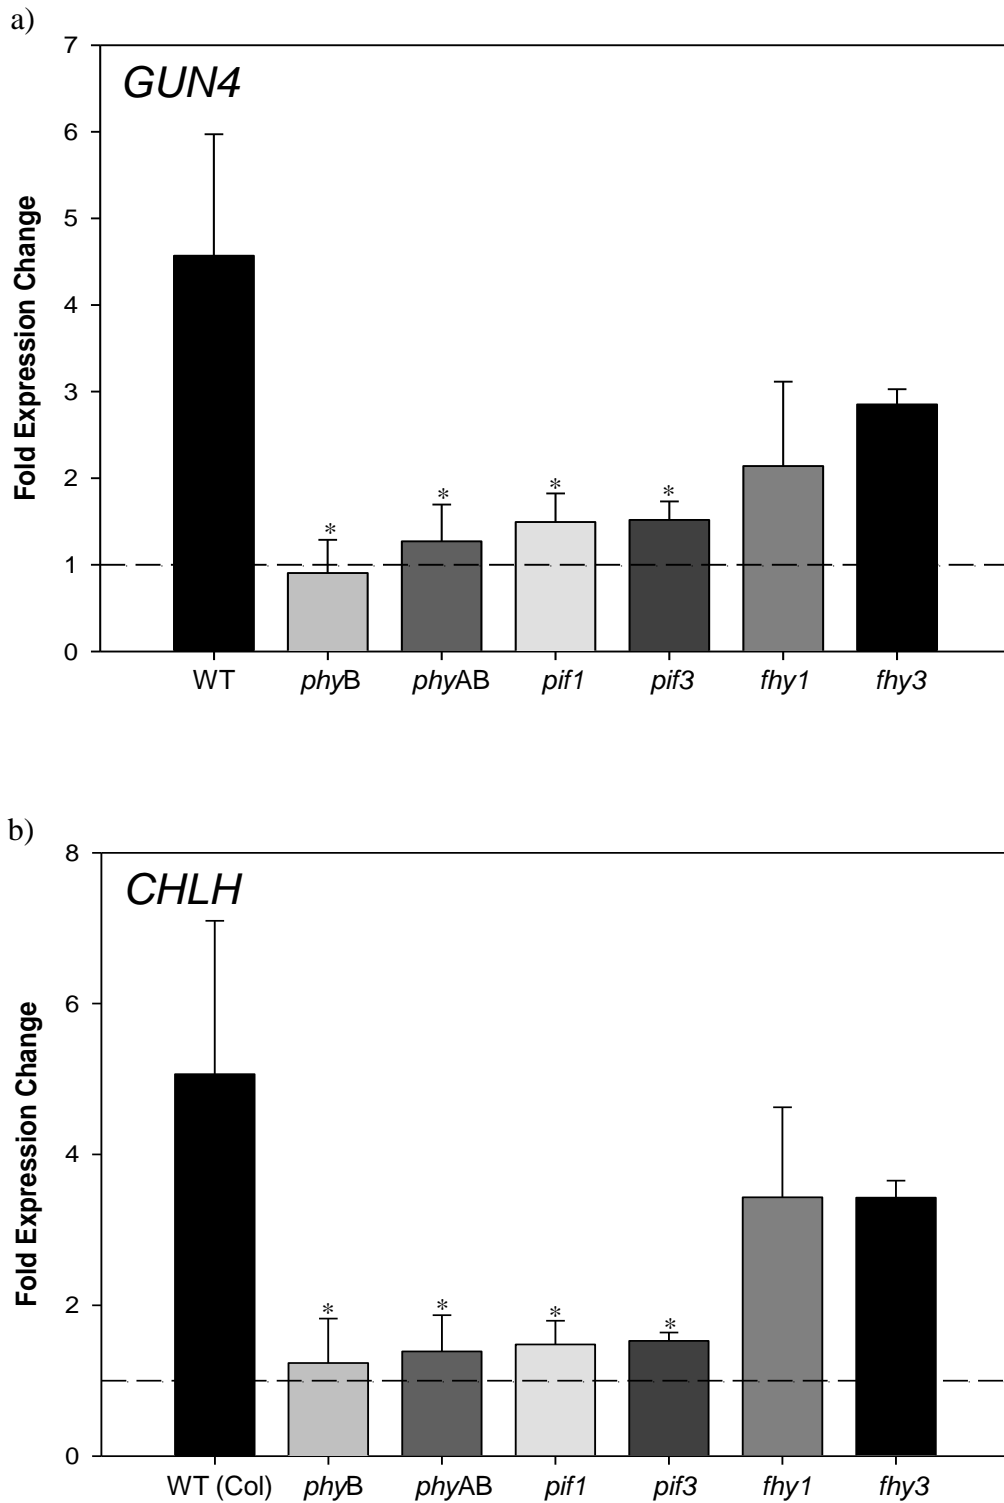 a)
7
GUN4
6
5
4
3
2
1
0
Fold Expression Change
* * * *
WT phyB phyAB pif1 pif3 fhy1 fhy3
b)
8
CHLH
6
4
2
0
Fold Expression Change
* * * *
WT (Col) phyB phyAB pif1 pif3 fhy1 fhy3